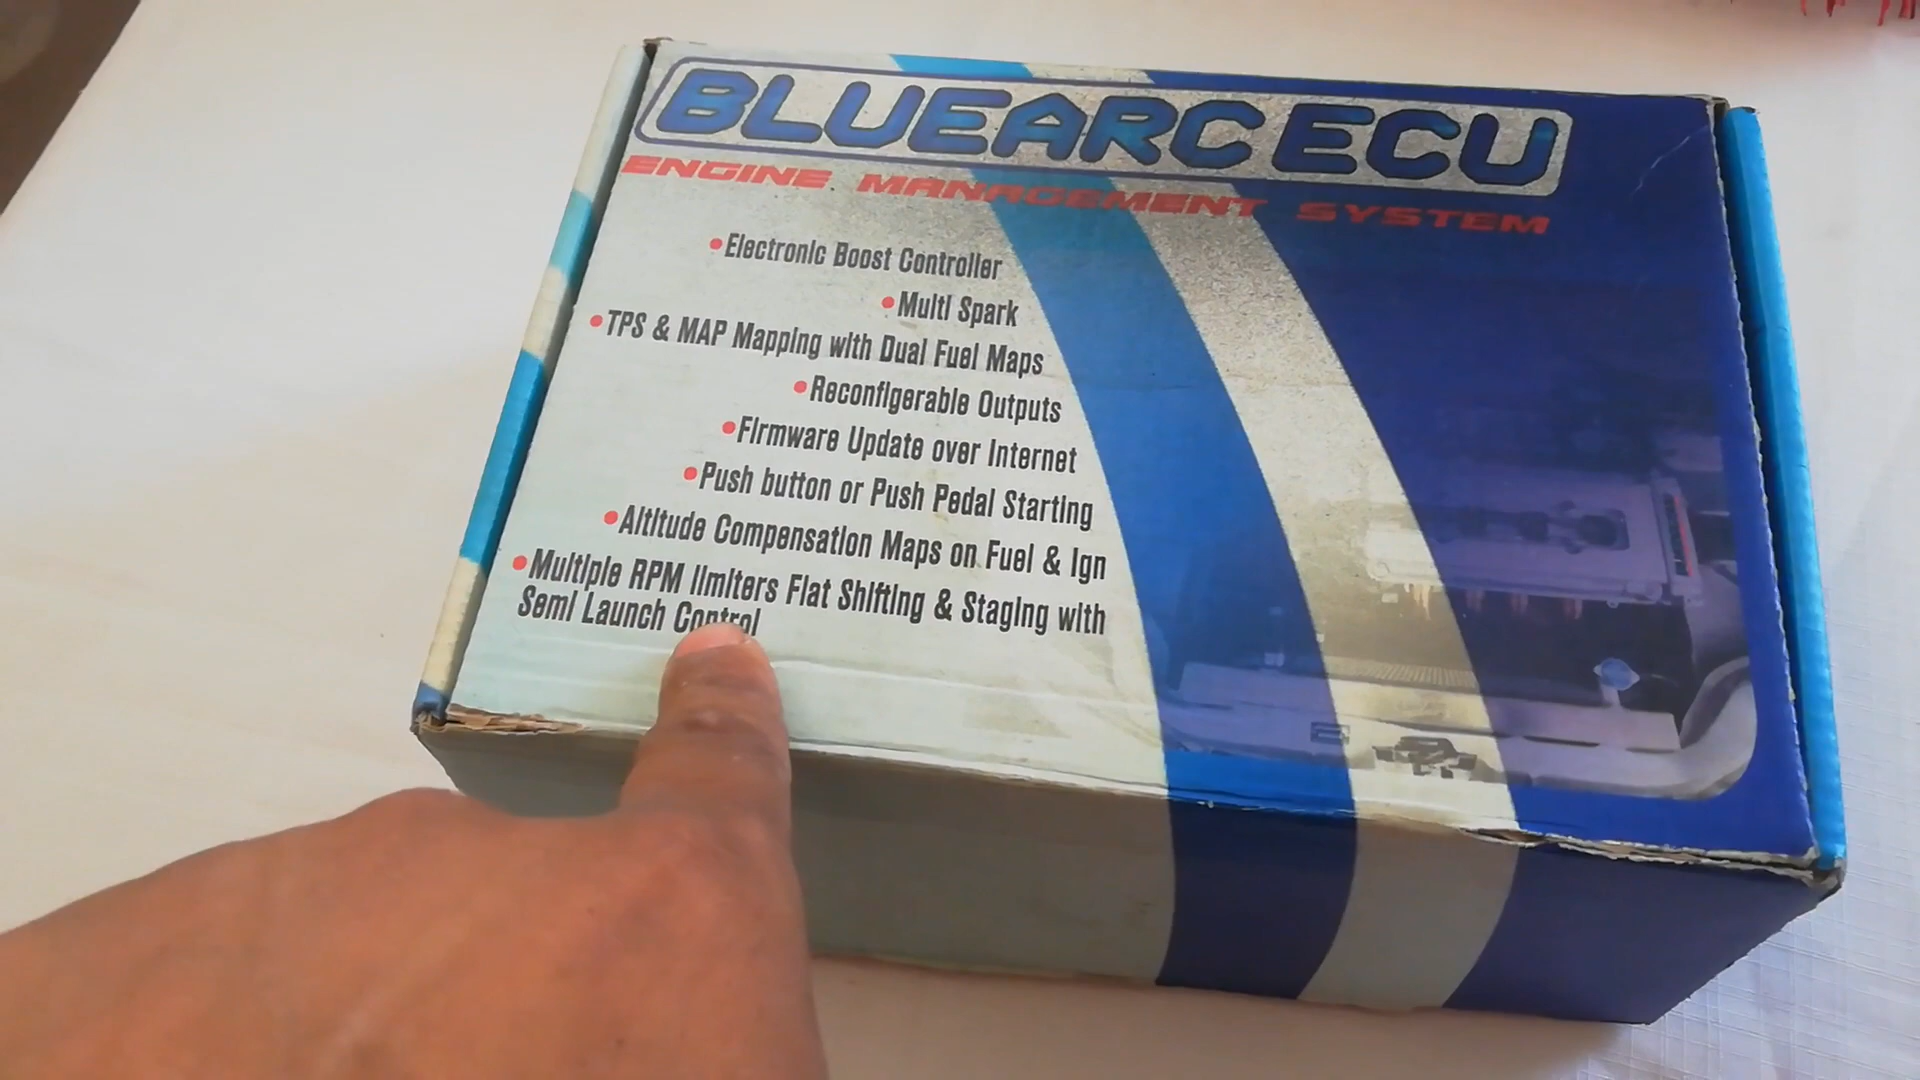 BLUEARC ECU
ENGINE MANAGEMENT SYSTEM
•Electronic Boost Controller
•Multi Spark
•TPS & MAP Mapping with Dual Fuel Maps
•Reconfigerable Outputs
•Firmware Update over Internet
•Push button or Push Pedal Starting
•Altitude Compensation Maps on Fuel & Ign
•Multiple RPM limiters Flat Shifting & Staging with
Semi Launch Control